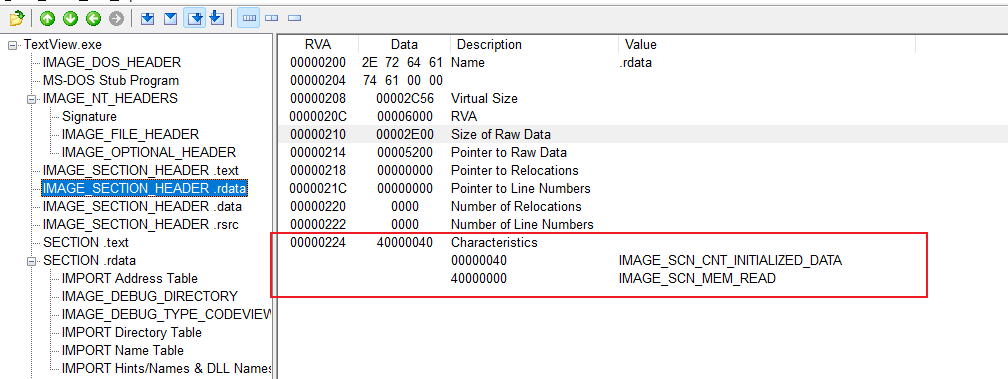 TextView.exe
IMAGE_DOS_HEADER
MS-DOS Stub Program
IMAGE_NT_HEADERS
Signature
IMAGE_FILE_HEADER
IMAGE_OPTIONAL_HEADER
IMAGE_SECTION_HEADER .text
IMAGE_SECTION_HEADER .rdata
IMAGE_SECTION_HEADER .data
IMAGE_SECTION_HEADER .rsrc
SECTION .text
SECTION .rdata
IMPORT Address Table
IMAGE_DEBUG_DIRECTORY
IMAGE_DEBUG_TYPE_CODEVIEW
IMPORT Directory Table
IMPORT Name Table
IMPORT Hints/Names & DLL Names
RVA Data Description Value
00000200 2E 72 64 61 Name .rdata
00000204 74 61 00 00
00000208 00002C56 Virtual Size
0000020C 00006000 RVA
00000210 00002E00 Size of Raw Data
00000214 00005200 Pointer to Raw Data
00000218 00000000 Pointer to Relocations
0000021C 00000000 Pointer to Line Numbers
00000220 0000 Number of Relocations
00000222 0000 Number of Line Numbers
00000224 40000040 Characteristics
00000040 IMAGE_SCN_CNT_INITIALIZED_DATA
40000000 IMAGE_SCN_MEM_READ